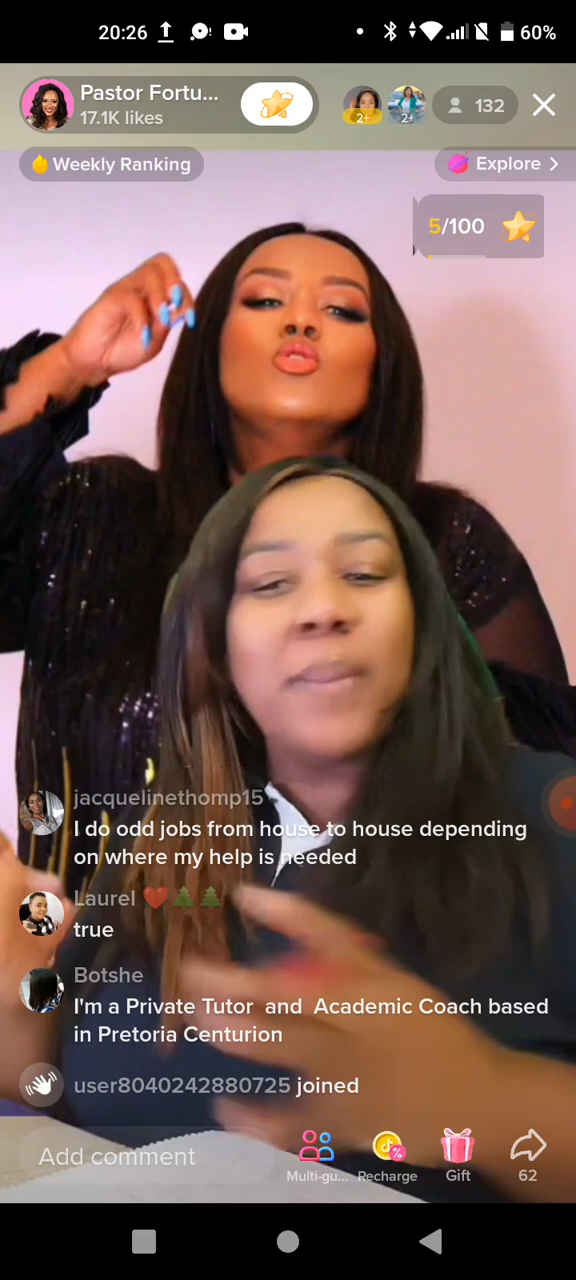 20:26
60%
Pastor Fortu...
17.1K likes
2+
2+
132
Weekly Ranking
Explore >
5/100
jacquelinethomp15
I do odd jobs from house to house depending
on where my help is needed
Laurel ❤️🌲🌲
true
Botshe
I'm a Private Tutor and Academic Coach based
in Pretoria Centurion
user8040242880725 joined
Add comment
Multi-gu...
Recharge
Gift
62